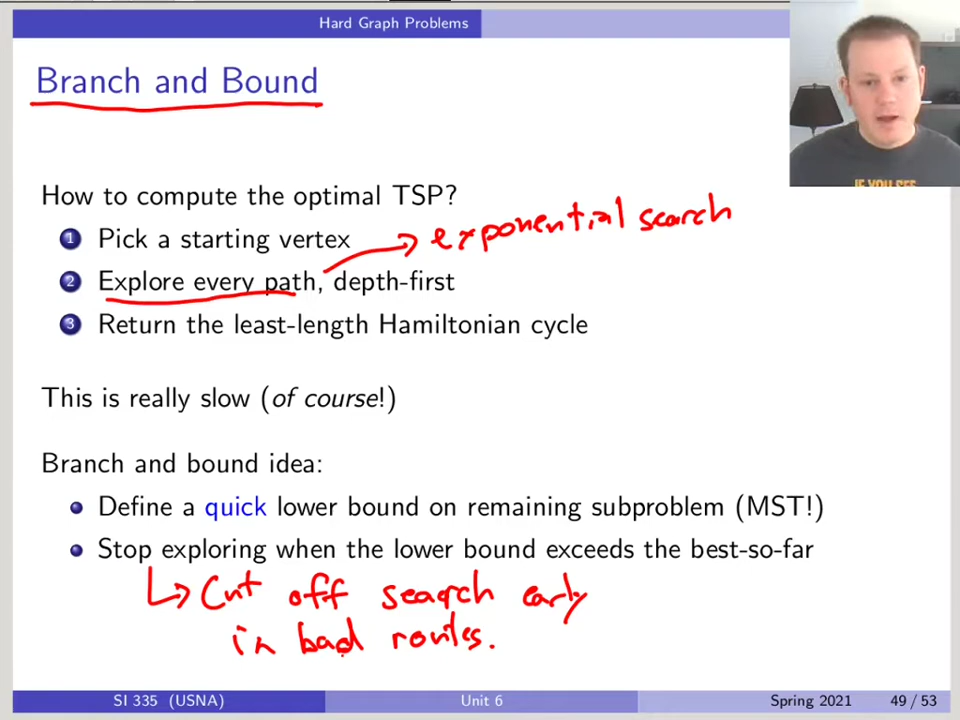 Hard Graph Problems
Branch and Bound
How to compute the optimal TSP?
1 Pick a starting vertex
→ exponential search
2 Explore every path, depth-first
3 Return the least-length Hamiltonian cycle
This is really slow (of course!)
Branch and bound idea:
• Define a quick lower bound on remaining subproblem (MST!)
• Stop exploring when the lower bound exceeds the best-so-far
↳ Cut off search early
in bad routes.
IF YOU SEE
SI 335 (USNA) Unit 6 Spring 2021 49 / 53